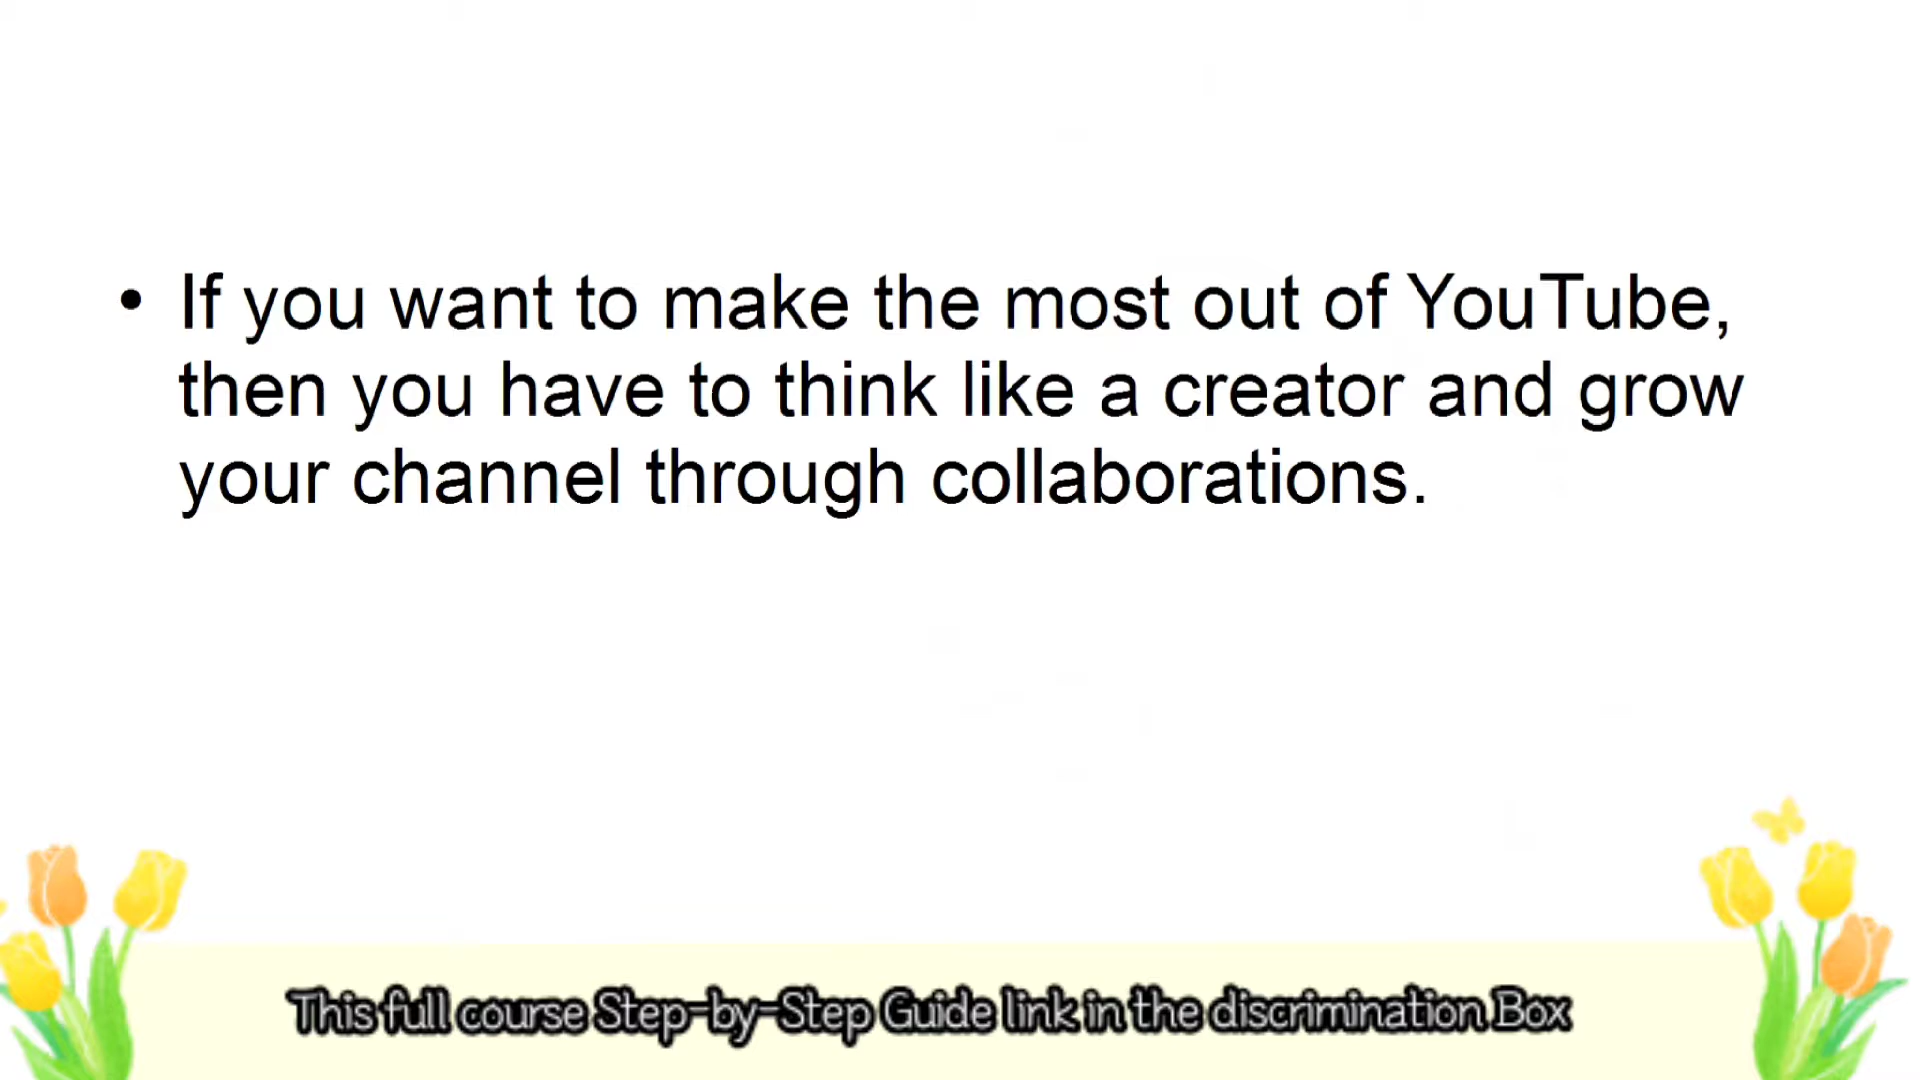 • If you want to make the most out of YouTube,
then you have to think like a creator and grow
your channel through collaborations.
This full course Step-by-Step Guide link in the discrimination Box